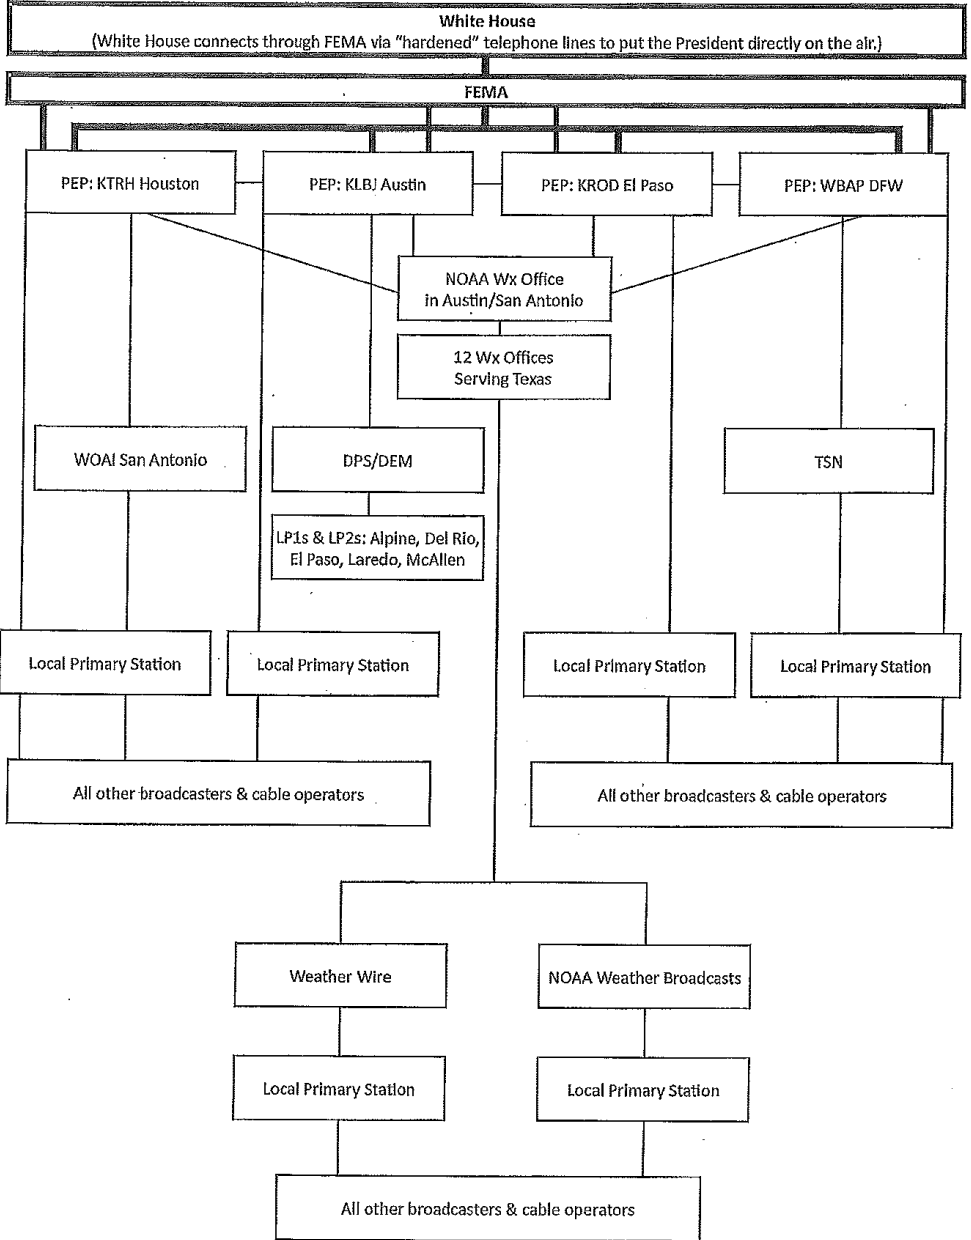 White House
(White House connects through FEMA via "hardened" telephone lines to put the President directly on the air.)
FEMA
PEP: KTRH Houston
PEP: KLBJ Austin
PEP: KROD El Paso
PEP: WBAP DFW
NOAA Wx Office
in Austin/San Antonio
12 Wx Offices
Serving Texas
WOAI San Antonio
DPS/DEM
TSN
LP1s & LP2s: Alpine, Del Rio,
El Paso, Laredo, McAllen
Local Primary Station
Local Primary Station
Local Primary Station
Local Primary Station
All other broadcasters & cable operators
All other broadcasters & cable operators
Weather Wire
NOAA Weather Broadcasts
Local Primary Station
Local Primary Station
All other broadcasters & cable operators